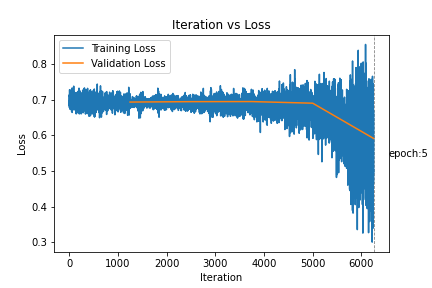 Iteration vs Loss
Training Loss
Validation Loss
0.8
0.7
0.6
0.5
0.4
0.3
Loss
epoch:5
0 1000 2000 3000 4000 5000 6000
Iteration